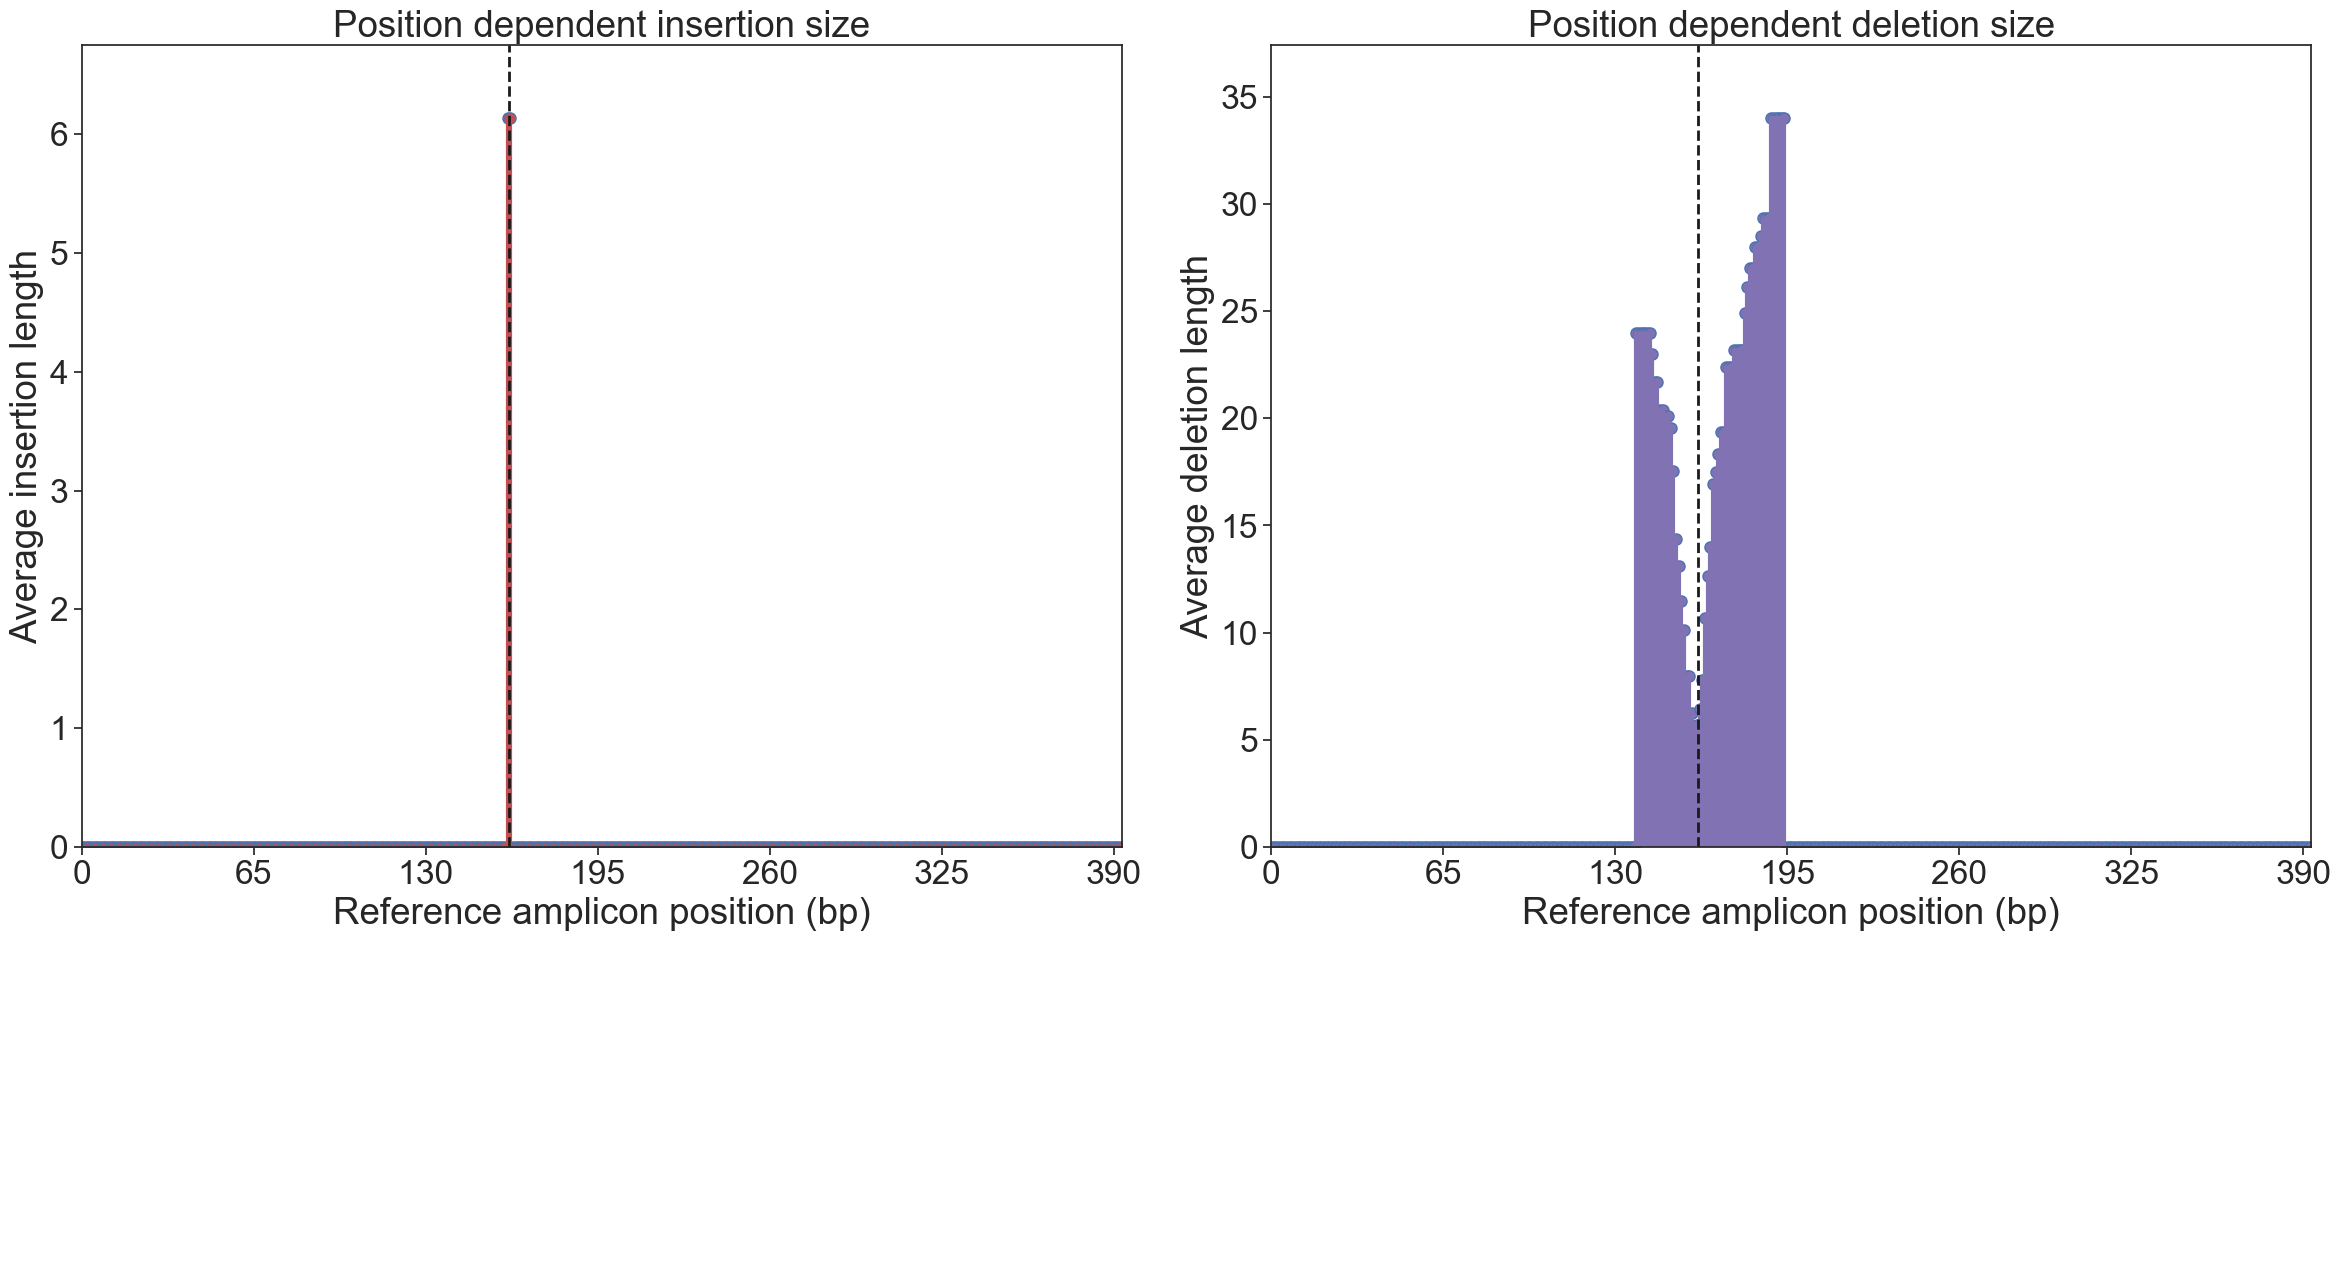 Position dependent insertion size
Average insertion length
6
5
4
3
2
1
0
0 65 130 195 260 325 390
Reference amplicon position (bp)
Position dependent deletion size
Average deletion length
35
30
25
20
15
10
5
0
0 65 130 195 260 325 390
Reference amplicon position (bp)